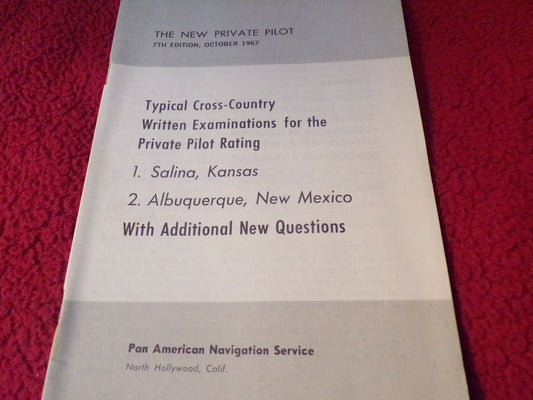 THE NEW PRIVATE PILOT
7TH EDITION, OCTOBER 1967
Typical Cross-Country
Written Examinations for the
Private Pilot Rating
1. Salina, Kansas
2. Albuquerque, New Mexico
With Additional New Questions
Pan American Navigation Service
North Hollywood, Calif.